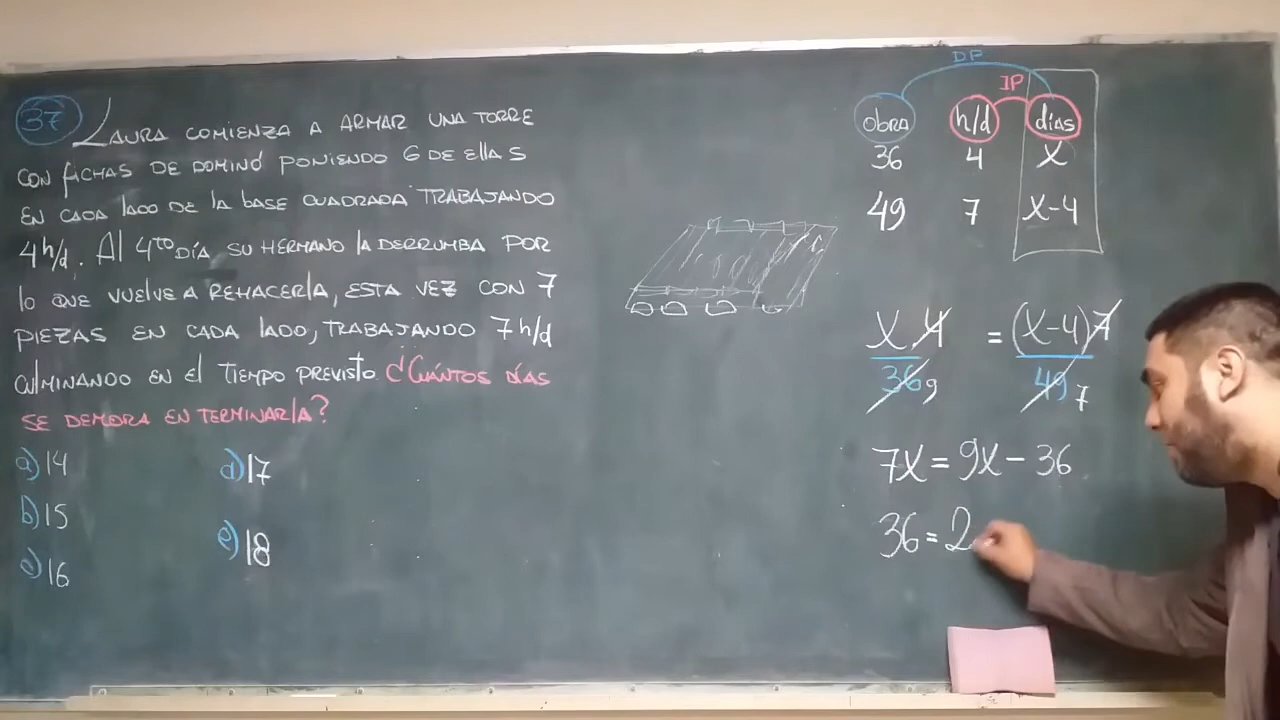 37 LAURA COMIENZA A ARMAR UNA TORRE
CON FICHAS DE DOMINÓ PONIENDO 6 DE ELLAS
EN CADA LADO DE LA BASE CUADRADA TRABAJANDO
4 h/d. Al 4to DÍA SU HERMANO LA DERRUMBA POR
LO QUE VUELVE A REHACERLA, ESTA VEZ CON 7
PIEZAS EN CADA LADO, TRABAJANDO 7 h/d
CULMINANDO EN EL TIEMPO PREVISTO. ¿CUÁNTOS DÍAS
SE DEMORA EN TERMINARLA?
a) 14
b) 15
c) 16
d) 17
e) 18
DP
IP
OBRA h/d días
36 4 X
49 7 X-4
X 4 = (X-4)7
36 9 49 7
7X = 9X - 36
36 = 2